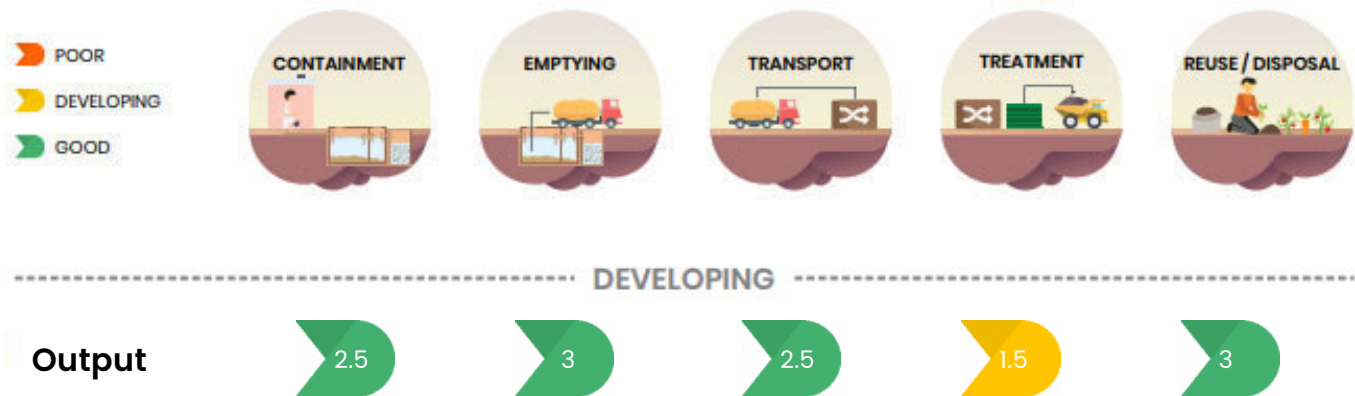 POOR
DEVELOPING
GOOD
CONTAINMENT
EMPTYING
TRANSPORT
TREATMENT
REUSE / DISPOSAL
DEVELOPING
Output
2.5
3
2.5
1.5
3